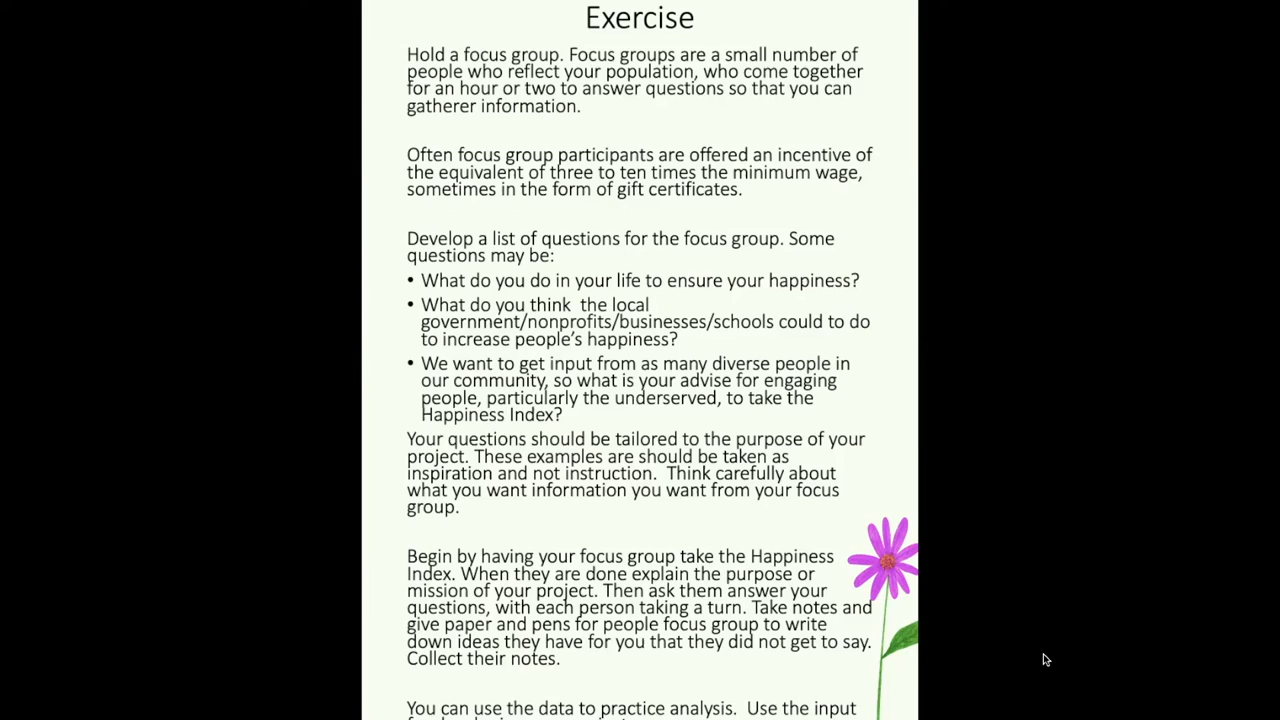 Exercise
Hold a focus group. Focus groups are a small number of
people who reflect your population, who come together
for an hour or two to answer questions so that you can
gatherer information.
Often focus group participants are offered an incentive of
the equivalent of three to ten times the minimum wage,
sometimes in the form of gift certificates.
Develop a list of questions for the focus group. Some
questions may be:
• What do you do in your life to ensure your happiness?
• What do you think  the local
government/nonprofits/businesses/schools could to do
to increase people's happiness?
• We want to get input from as many diverse people in
our community, so what is your advise for engaging
people, particularly the underserved, to take the
Happiness Index?
Your questions should be tailored to the purpose of your
project. These examples are should be taken as
inspiration and not instruction.  Think carefully about
what you want information you want from your focus
group.
Begin by having your focus group take the Happiness
Index. When they are done explain the purpose or
mission of your project. Then ask them answer your
questions, with each person taking a turn. Take notes and
give paper and pens for people focus group to write
down ideas they have for you that they did not get to say.
Collect their notes.
You can use the data to practice analysis.  Use the input